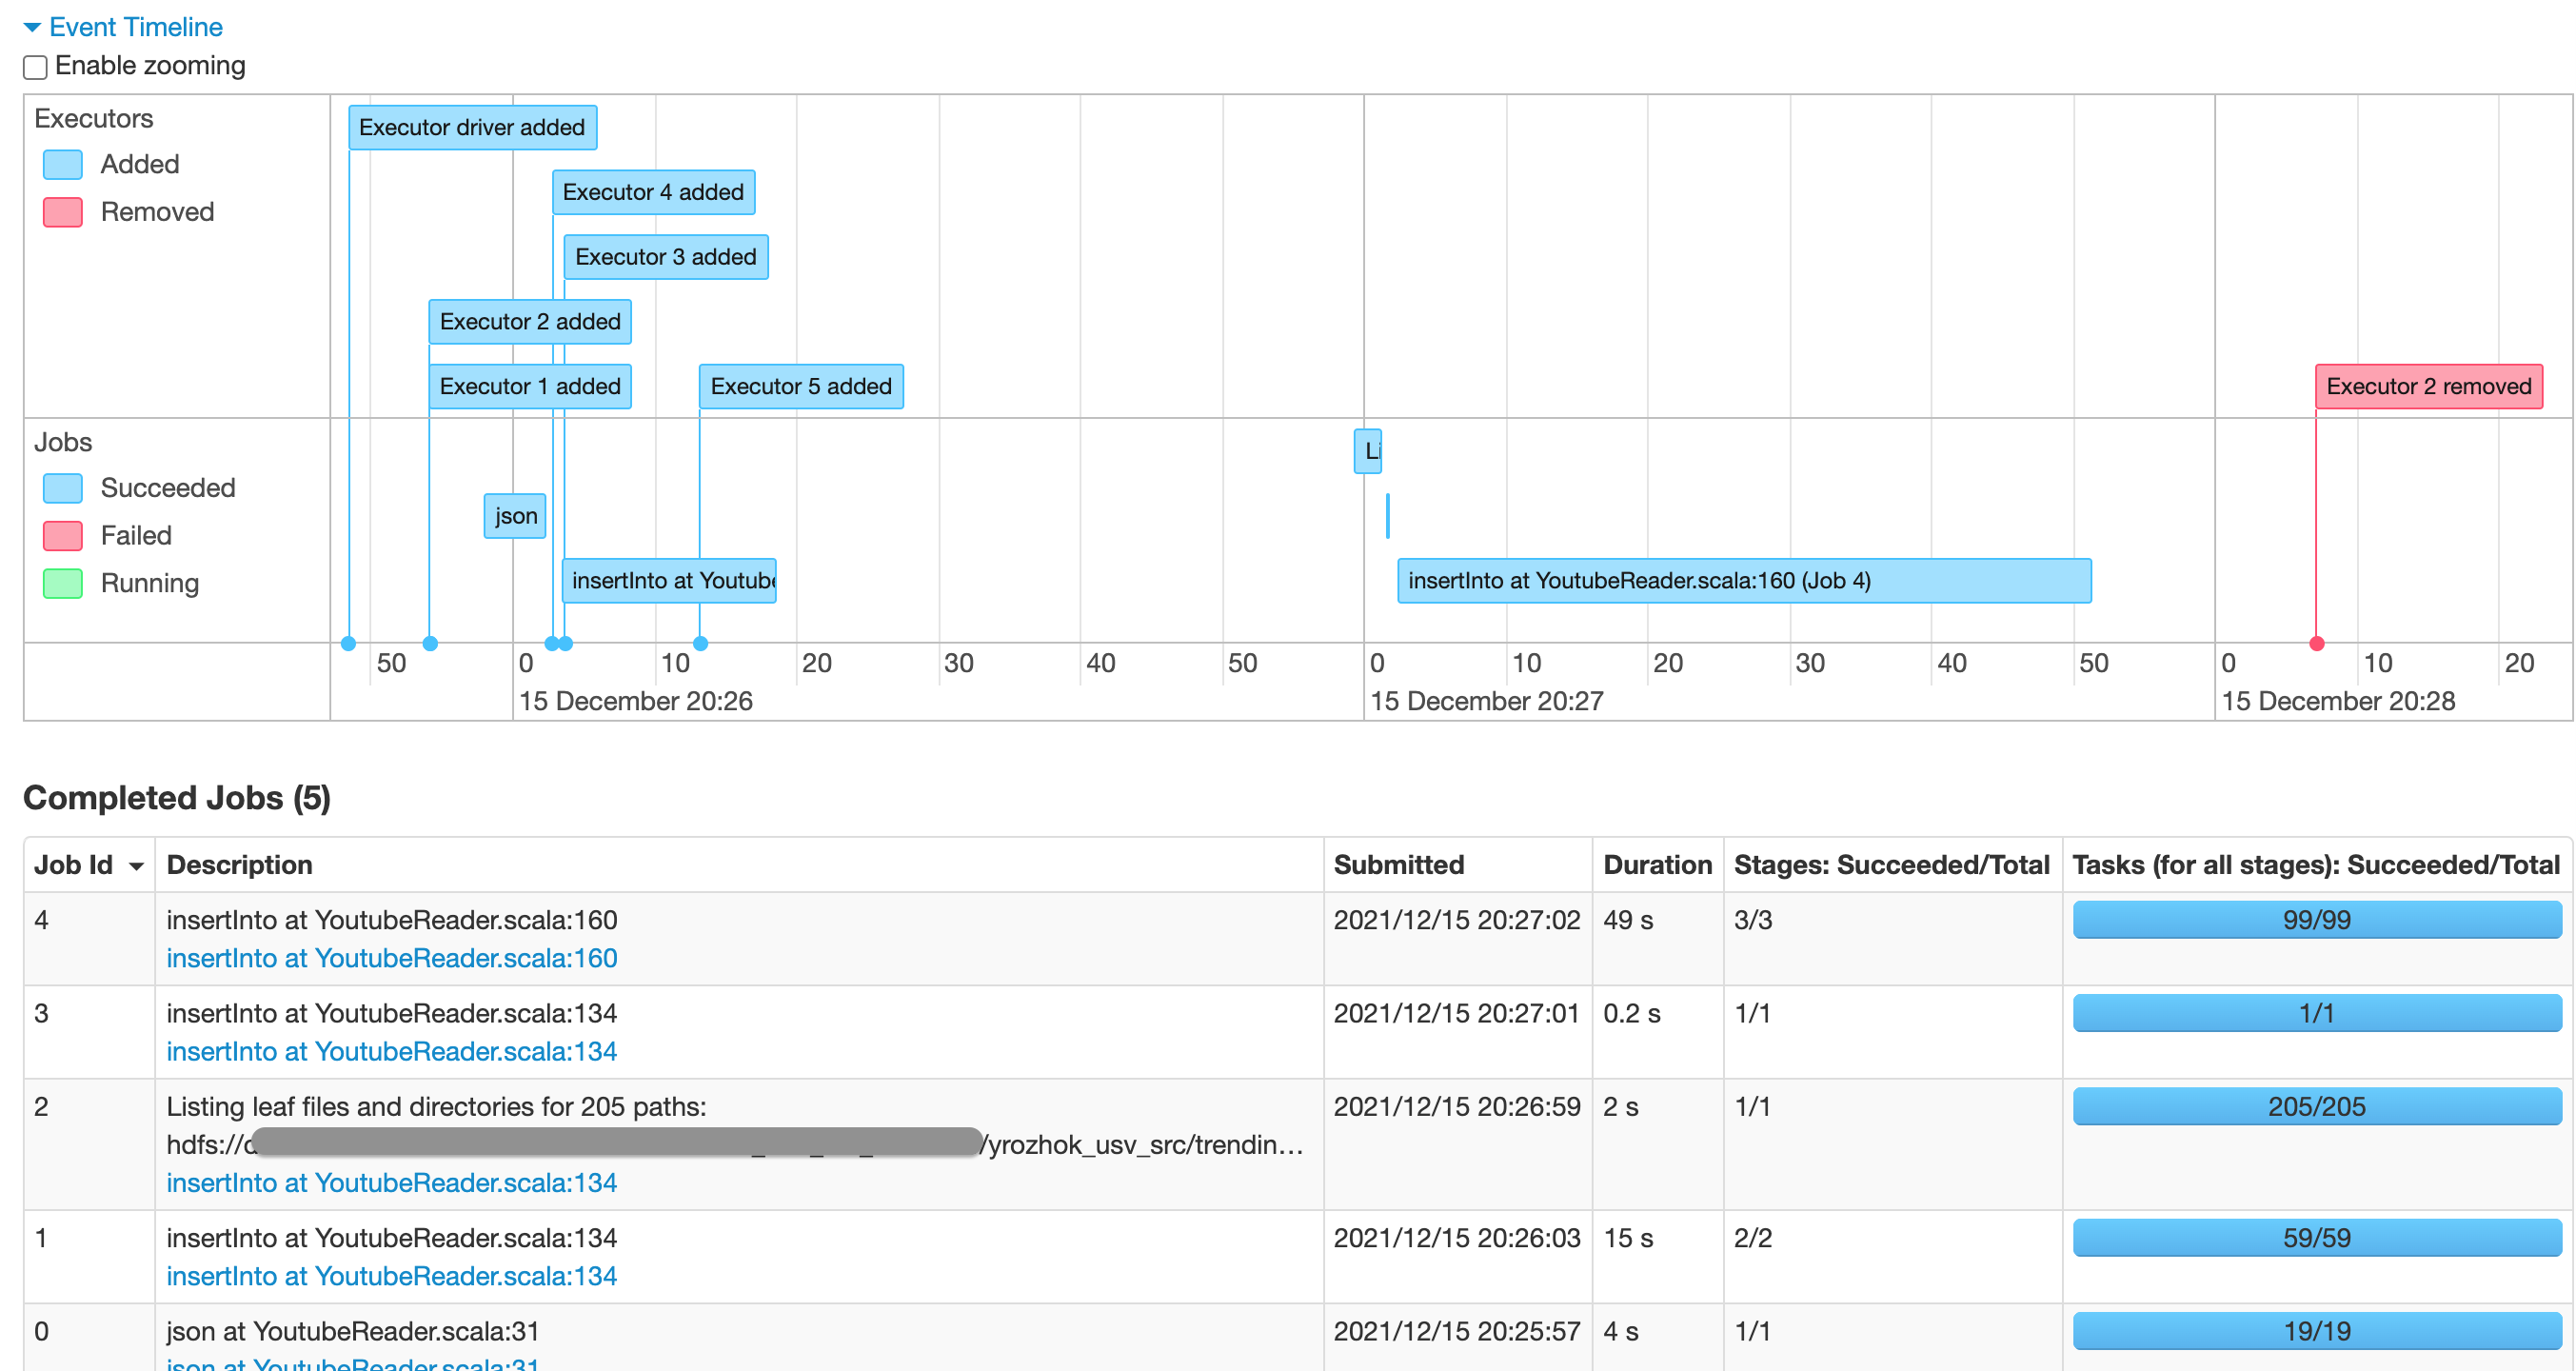 Event Timeline
Enable zooming
Executors
Added
Removed
Executor driver added
Executor 4 added
Executor 3 added
Executor 2 added
Executor 1 added
Executor 5 added
Executor 2 removed
Jobs
Succeeded
Failed
Running
Li
json
insertInto at Youtube
insertInto at YoutubeReader.scala:160 (Job 4)
50 0 10 20 30 40 50 0 10 20 30 40 50 0 10 20
15 December 20:26 15 December 20:27 15 December 20:28
Completed Jobs (5)
Job Id Description Submitted Duration Stages: Succeeded/Total Tasks (for all stages): Succeeded/Total
4 insertInto at YoutubeReader.scala:160 2021/12/15 20:27:02 49 s 3/3 99/99
insertInto at YoutubeReader.scala:160
3 insertInto at YoutubeReader.scala:134 2021/12/15 20:27:01 0.2 s 1/1 1/1
insertInto at YoutubeReader.scala:134
2 Listing leaf files and directories for 205 paths: 2021/12/15 20:26:59 2 s 1/1 205/205
hdfs:// /yrozhok_usv_src/trendin...
insertInto at YoutubeReader.scala:134
1 insertInto at YoutubeReader.scala:134 2021/12/15 20:26:03 15 s 2/2 59/59
insertInto at YoutubeReader.scala:134
0 json at YoutubeReader.scala:31 2021/12/15 20:25:57 4 s 1/1 19/19
json at YoutubeReader.scala:31